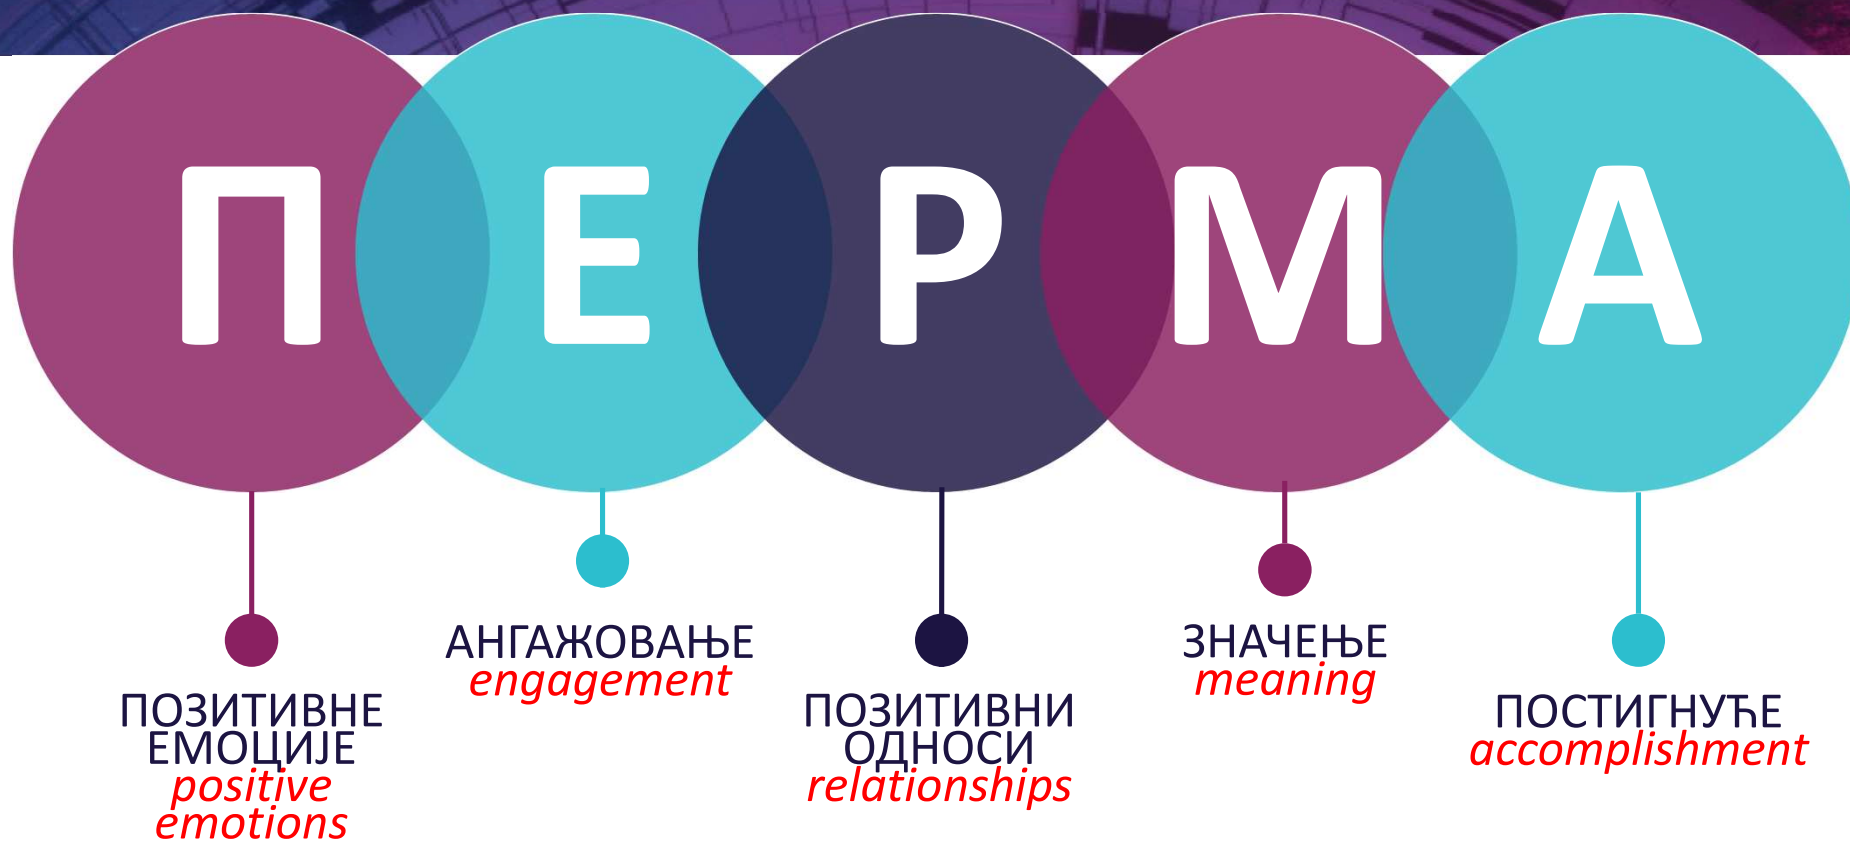 П Е Р М А
ПОЗИТИВНЕ
ЕМОЦИЈЕ
positive
emotions
АНГАЖОВАЊЕ
engagement
ПОЗИТИВНИ
ОДНОСИ
relationships
ЗНАЧЕЊЕ
meaning
ПОСТИГНУЋЕ
accomplishment